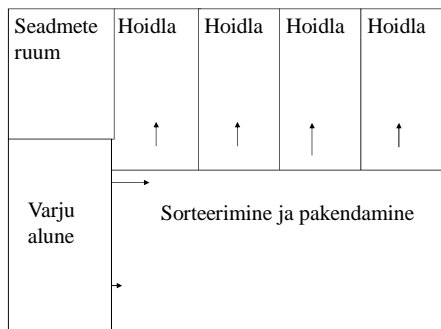 Seadmete
ruum
Hoidla
Hoidla
Hoidla
Hoidla
Varju
alune
Sorteerimine ja pakendamine